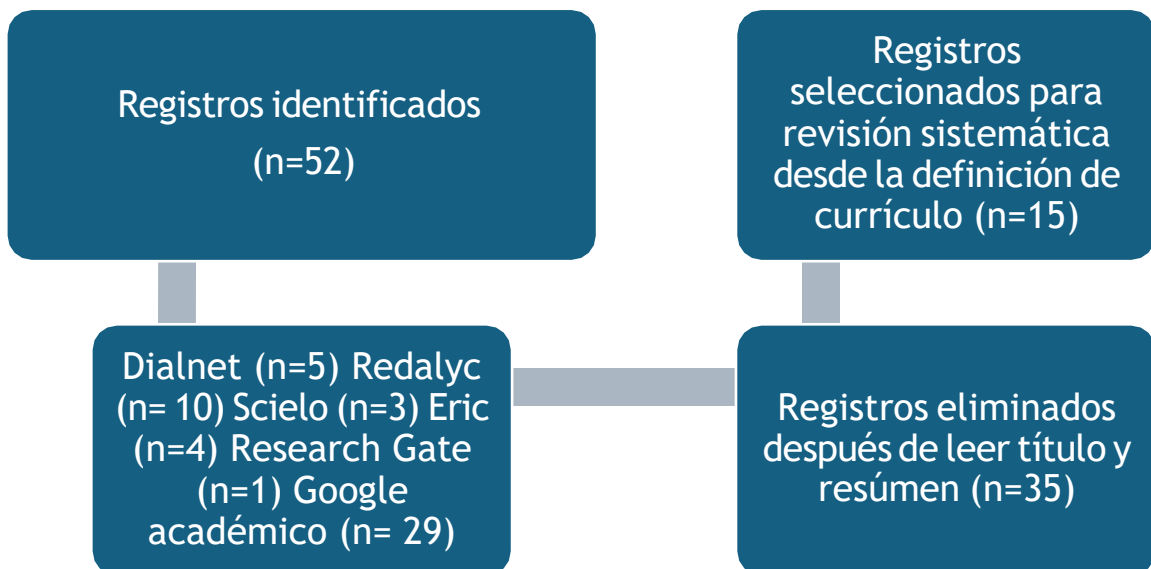 Registros identificados
(n=52)
Dialnet (n=5) Redalyc
(n= 10) Scielo (n=3) Eric
(n=4) Research Gate
(n=1) Google
académico (n= 29)
Registros eliminados
después de leer título y
resúmen (n=35)
Registros
seleccionados para
revisión sistemática
desde la definición de
currículo (n=15)